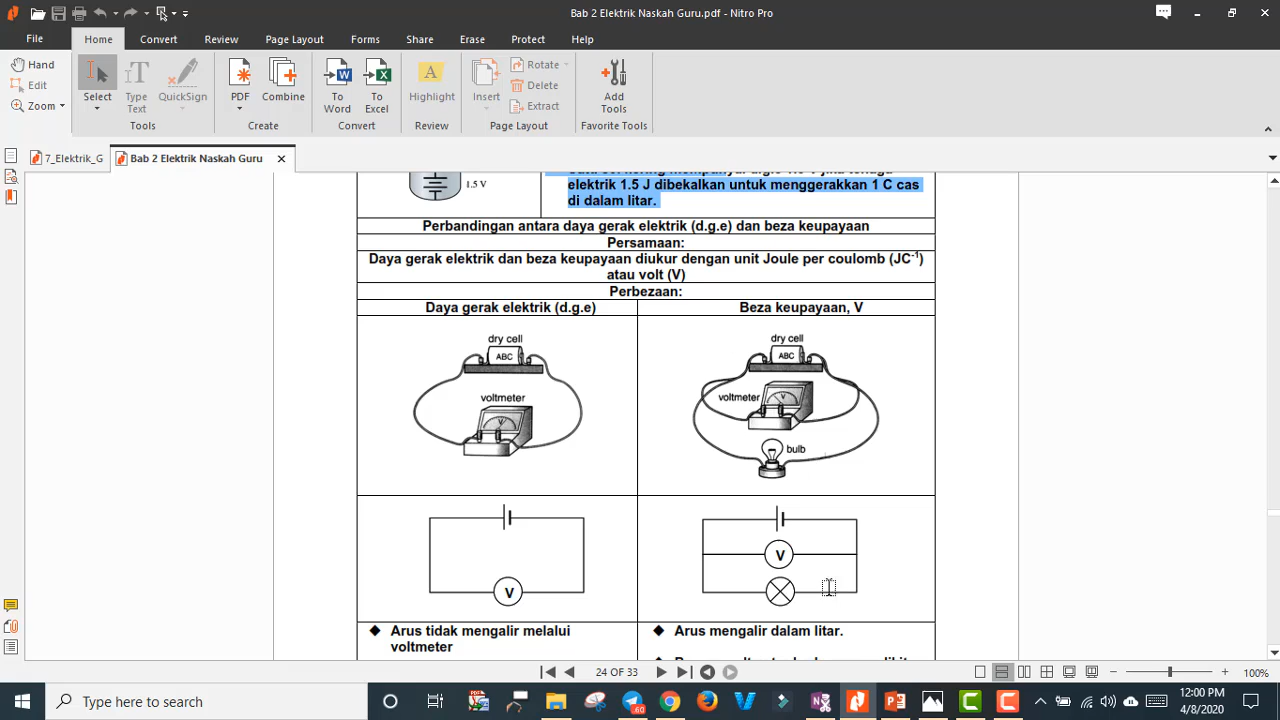 Bab 2 Elektrik Naskah Guru.pdf - Nitro Pro
File
Home
Convert
Review
Page Layout
Forms
Share
Erase
Protect
Help
Hand
Edit
Zoom
Select
Type Text
QuickSign
Tools
PDF
Combine
Create
To Word
To Excel
Convert
Highlight
Review
Insert
Rotate
Delete
Extract
Page Layout
Add Tools
Favorite Tools
7_Elektrik_G
Bab 2 Elektrik Naskah Guru
1.5 V
elektrik 1.5 J dibekalkan untuk menggerakkan 1 C cas
di dalam litar.
Perbandingan antara daya gerak elektrik (d.g.e) dan beza keupayaan
Persamaan:
Daya gerak elektrik dan beza keupayaan diukur dengan unit Joule per coulomb (JC⁻¹)
atau volt (V)
Perbezaan:
Daya gerak elektrik (d.g.e)
Beza keupayaan, V
dry cell
ABC
voltmeter
V
dry cell
ABC
voltmeter
V
bulb
V
V
Arus tidak mengalir melalui
voltmeter
Arus mengalir dalam litar.
24 OF 33
100%
Type here to search
60
12:00 PM
4/8/2020